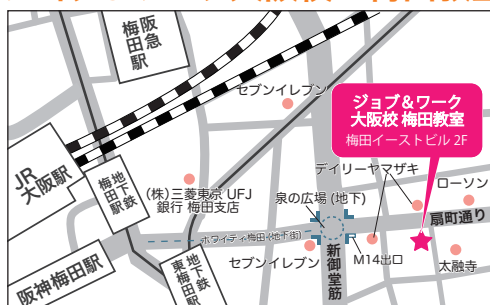 阪急
梅田駅
セブンイレブン
ジョブ&ワーク
大阪校 梅田教室
梅田イーストビル 2F
JR
大阪駅
地下鉄
梅田駅
(株)三菱東京 UFJ
銀行 梅田支店
デイリーヤマザキ
泉の広場 (地下)
ローソン
扇町通り
ホワイティ梅田 (地下街)
阪神梅田駅
地下鉄
東梅田駅
セブンイレブン
新御堂筋
M14出口
太融寺